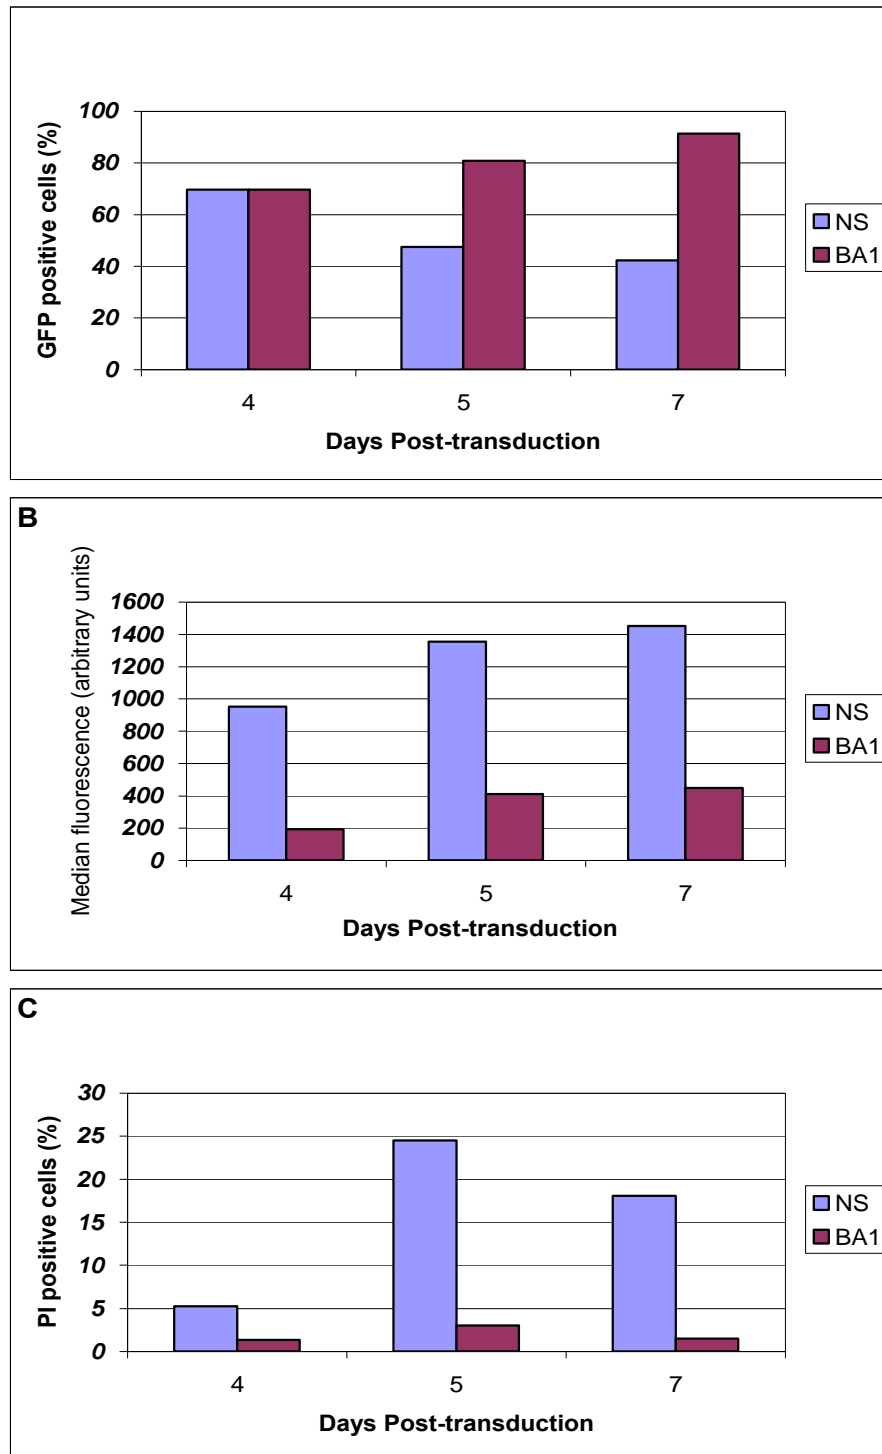 GFP positive cells (%)
100
80
60
40
20
0
4 5 7
Days Post-transduction
NS
BA1
B
Median fluorescence (arbitrary units)
1600
1400
1200
1000
800
600
400
200
0
4 5 7
Days Post-transduction
NS
BA1
C
PI positive cells (%)
30
25
20
15
10
5
0
4 5 7
Days Post-transduction
NS
BA1